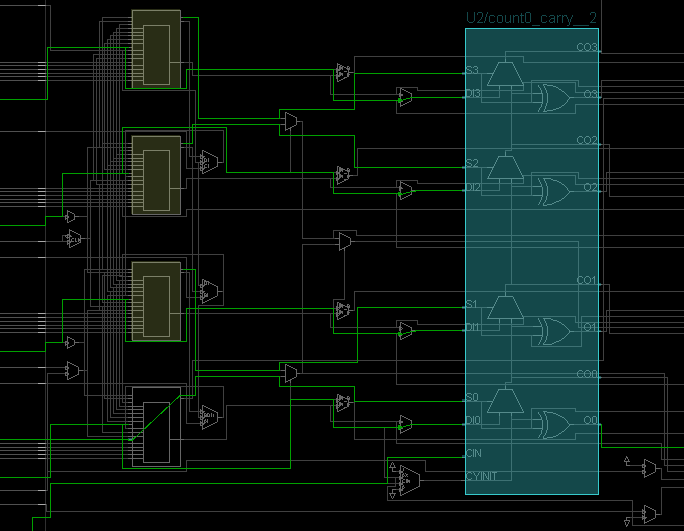 U2/count0_carry__2
CO3
S3
DI3
O3
CO2
S2
DI2
O2
CO1
S1
DI1
O1
CO0
S0
DI0
O0
CIN
CYINIT
CLK